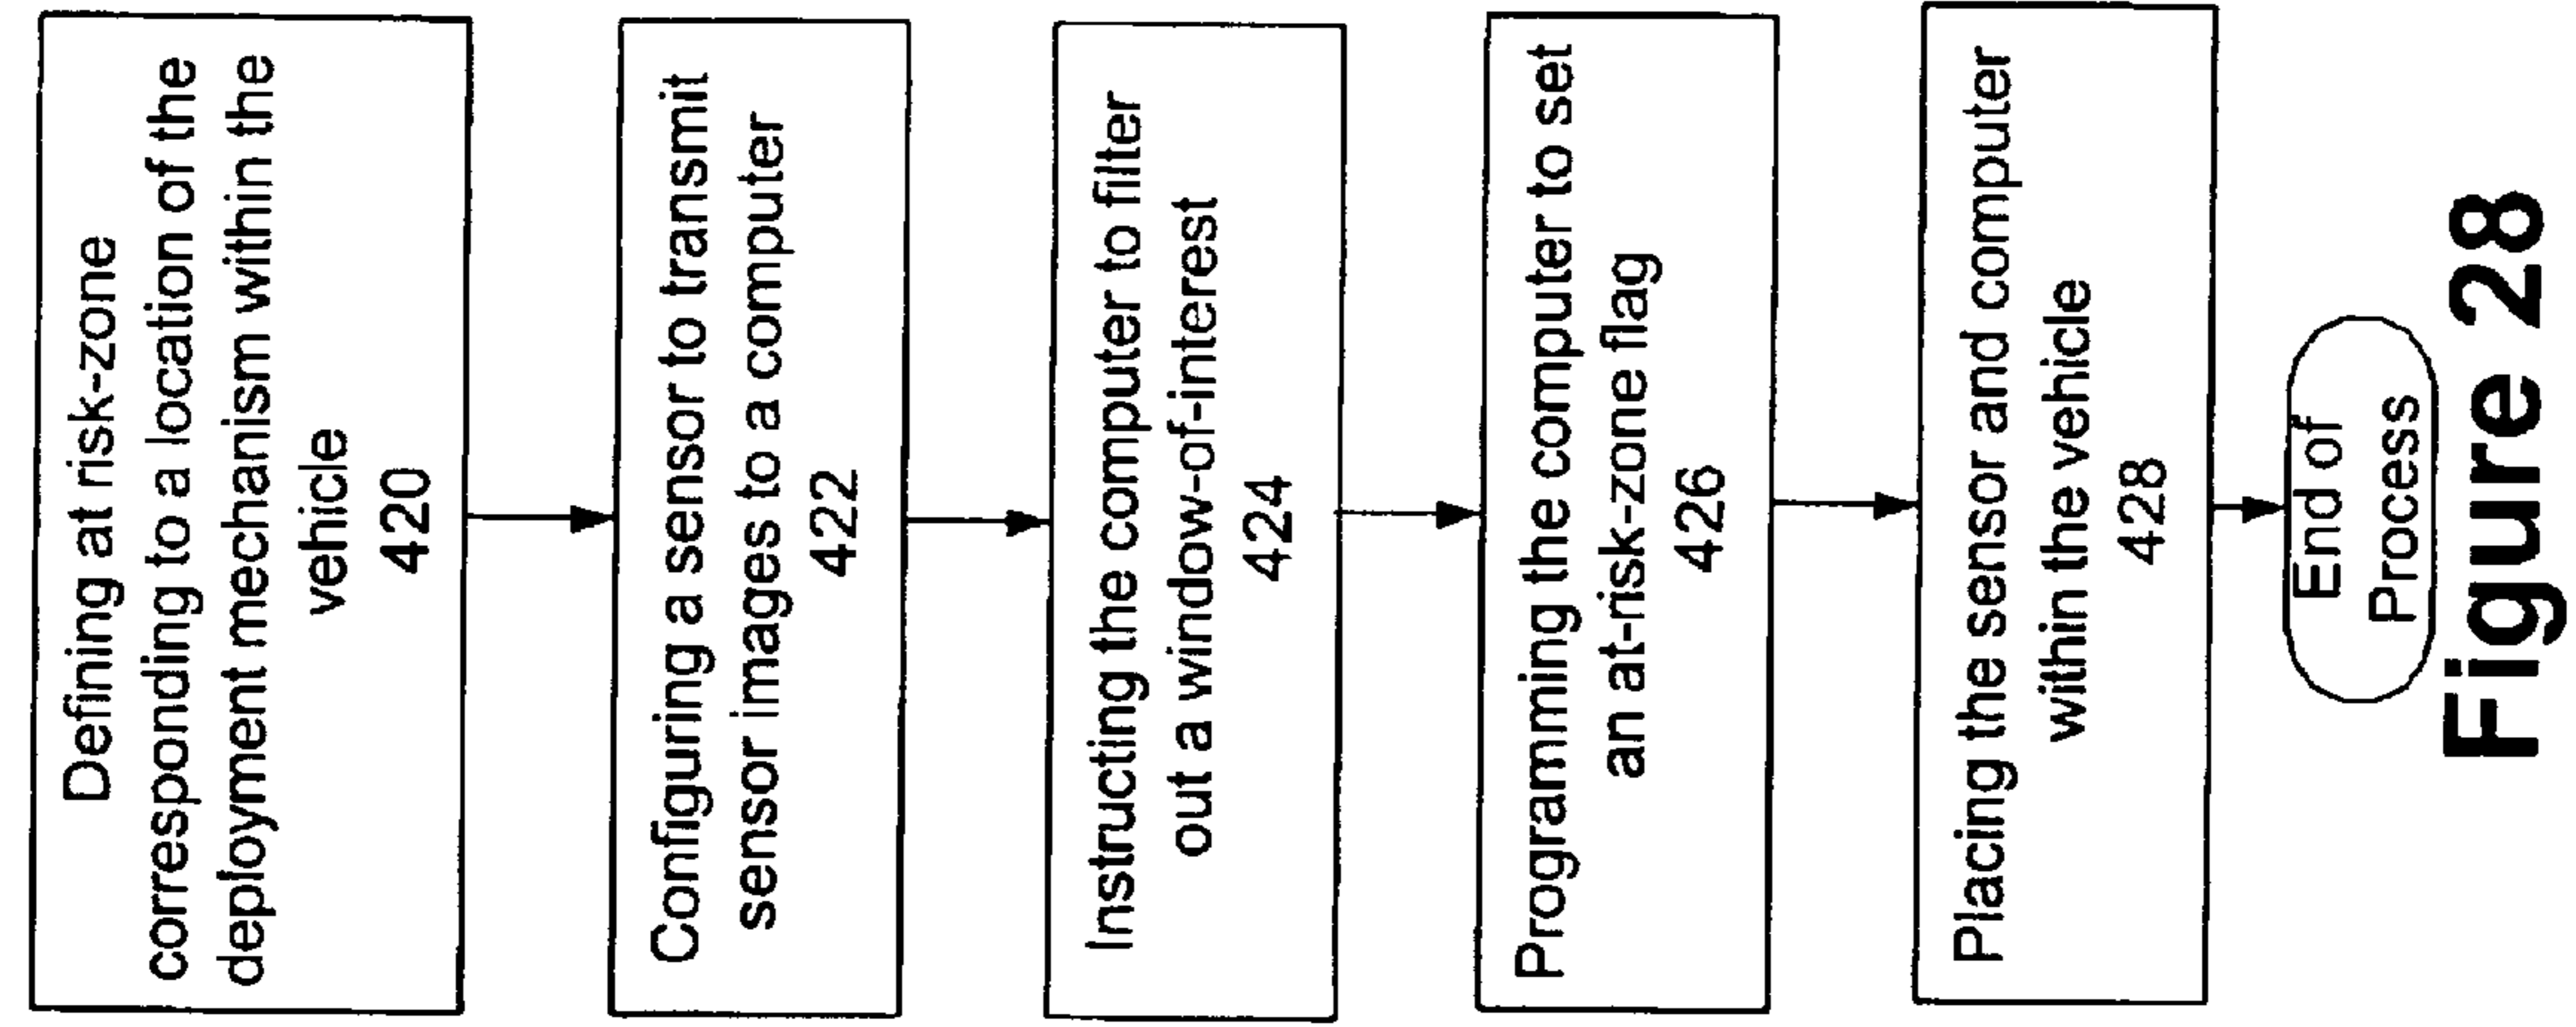 Defining at risk-zone
corresponding to a location of the
deployment mechanism within the
vehicle
420
Configuring a sensor to transmit
sensor images to a computer
422
Instructing the computer to filter
out a window-of-interest
424
Programming the computer to set
an at-risk-zone flag
426
Placing the sensor and computer
within the vehicle
428
End of
Process
Figure 28